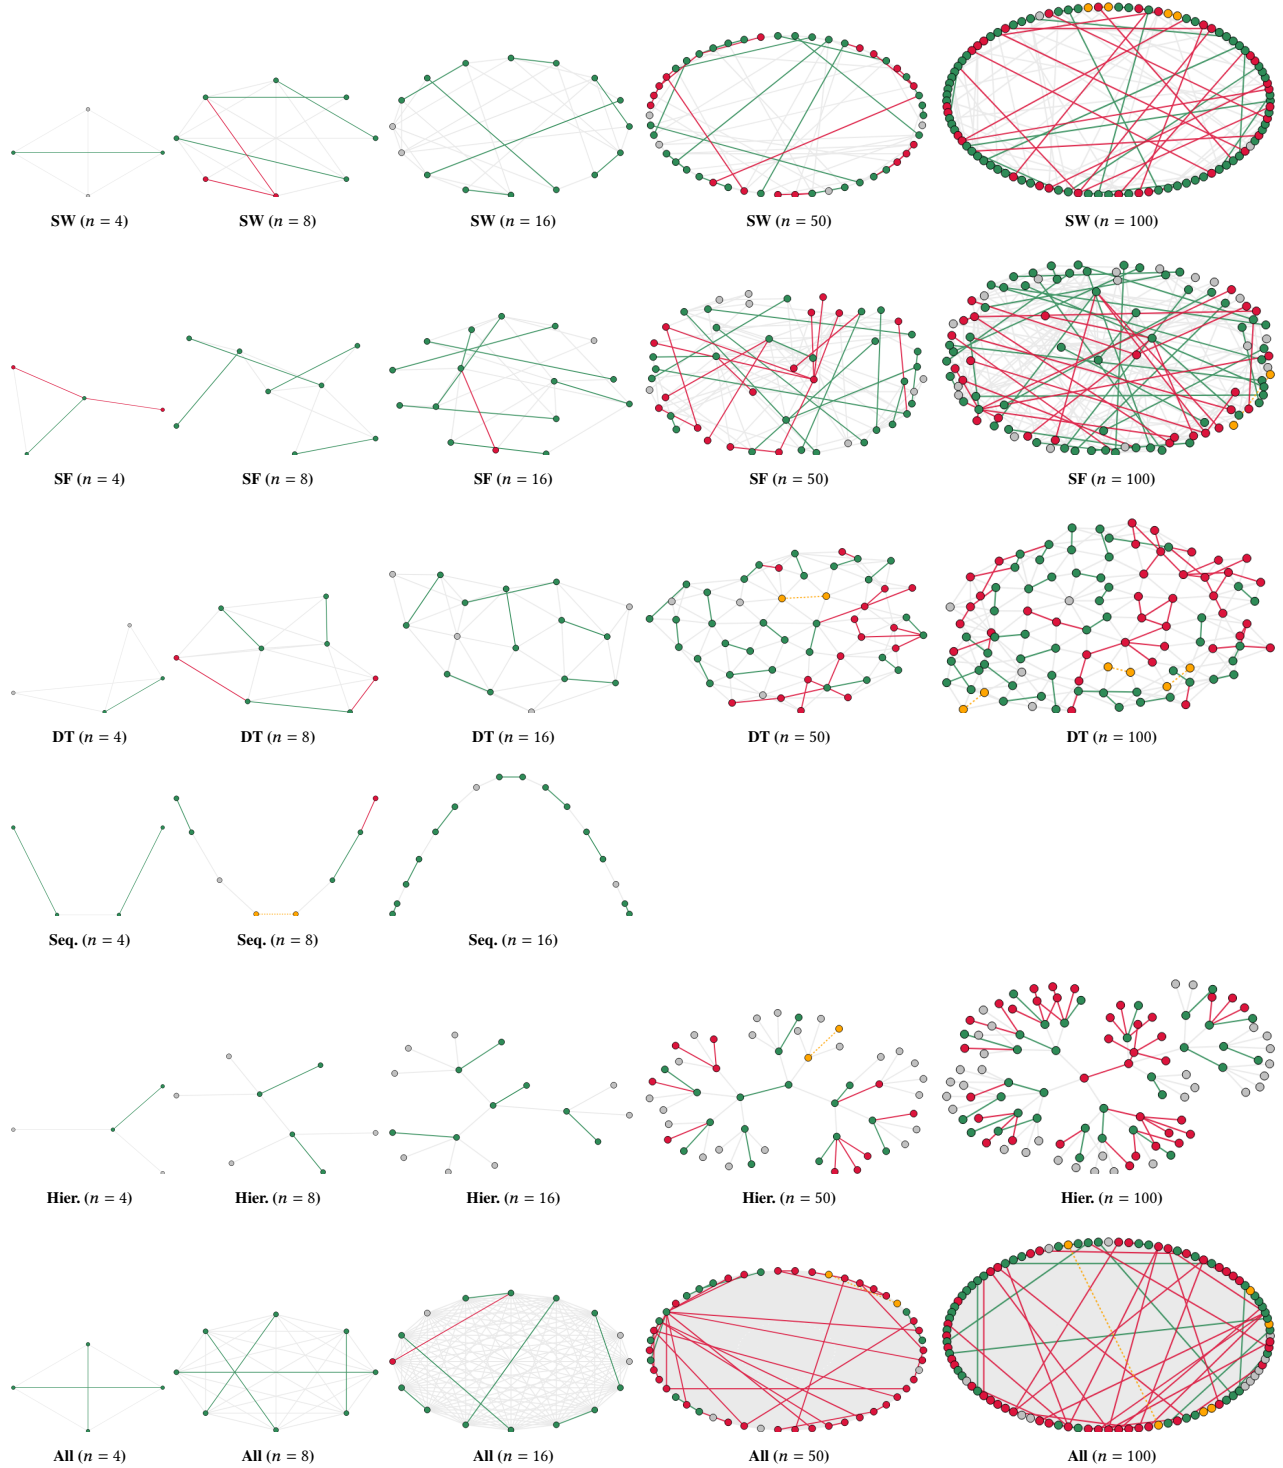 SW (n = 4) SW (n = 8) SW (n = 16) SW (n = 50) SW (n = 100)
SF (n = 4) SF (n = 8) SF (n = 16) SF (n = 50) SF (n = 100)
DT (n = 4) DT (n = 8) DT (n = 16) DT (n = 50) DT (n = 100)
Seq. (n = 4) Seq. (n = 8) Seq. (n = 16)
Hier. (n = 4) Hier. (n = 8) Hier. (n = 16) Hier. (n = 50) Hier. (n = 100)
All (n = 4) All (n = 8) All (n = 16) All (n = 50) All (n = 100)